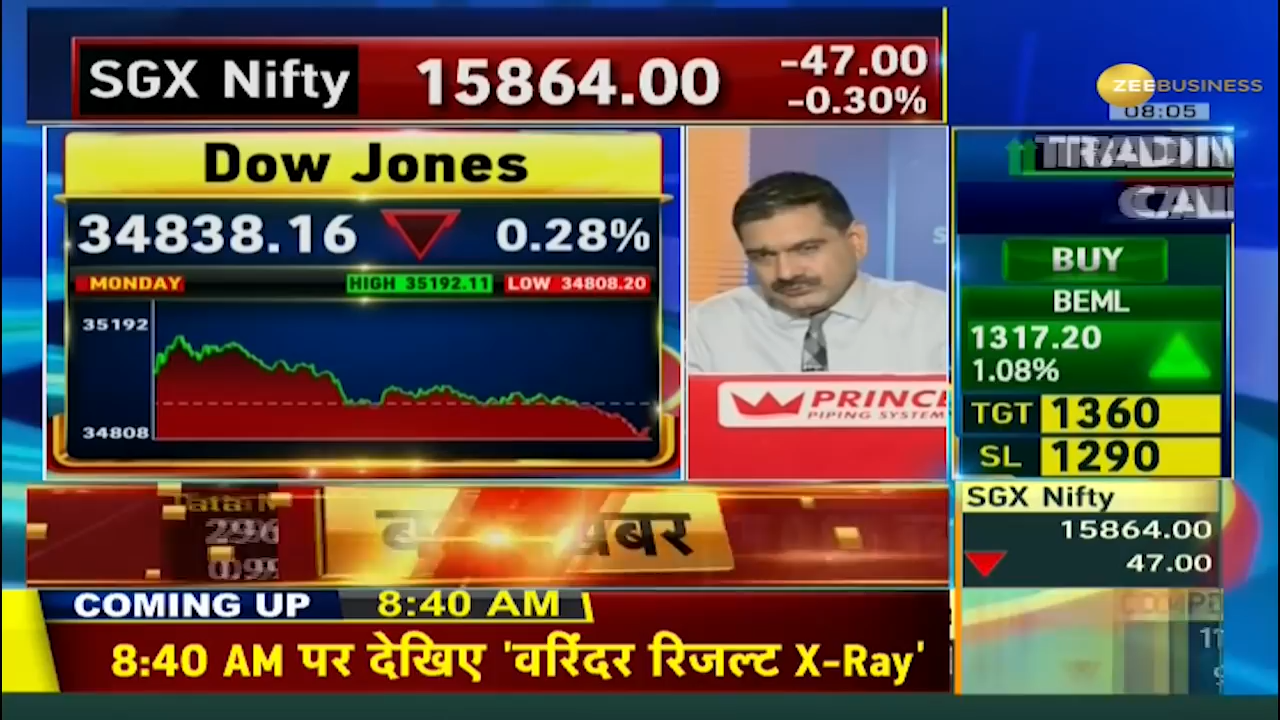 SGX Nifty
15864.00
-47.00
-0.30%
ZEEBUSINESS
08:05
Dow Jones
34838.16
0.28%
MONDAY
HIGH 35192.11
LOW 34808.20
35192
34808
PRINCE
PIPING SYSTEM
BUY
BEML
1317.20
1.08%
TGT 1360
SL 1290
SGX Nifty
15864.00
47.00
COMING UP
8:40 AM
8:40 AM पर देखिए 'वरिंदर रिजल्ट X-Ray'